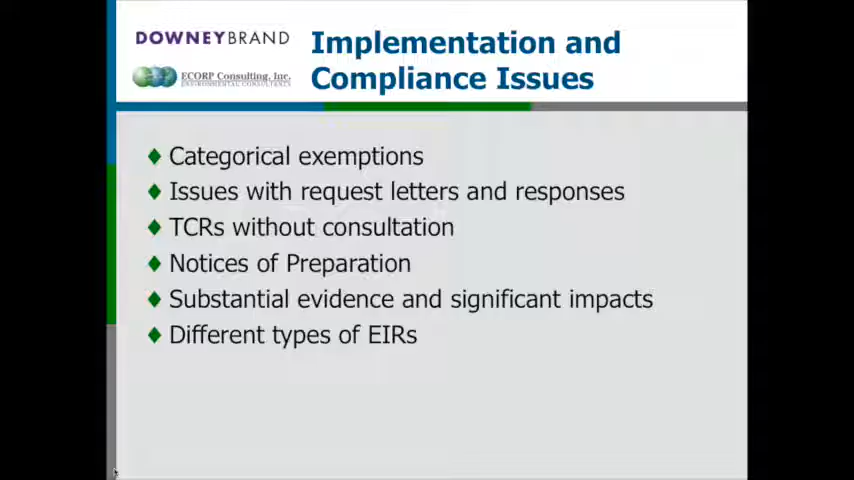 DOWNEYBRAND
ECORP Consulting, Inc.
ENVIRONMENTAL CONSULTANTS
Implementation and
Compliance Issues
Categorical exemptions
Issues with request letters and responses
TCRs without consultation
Notices of Preparation
Substantial evidence and significant impacts
Different types of EIRs